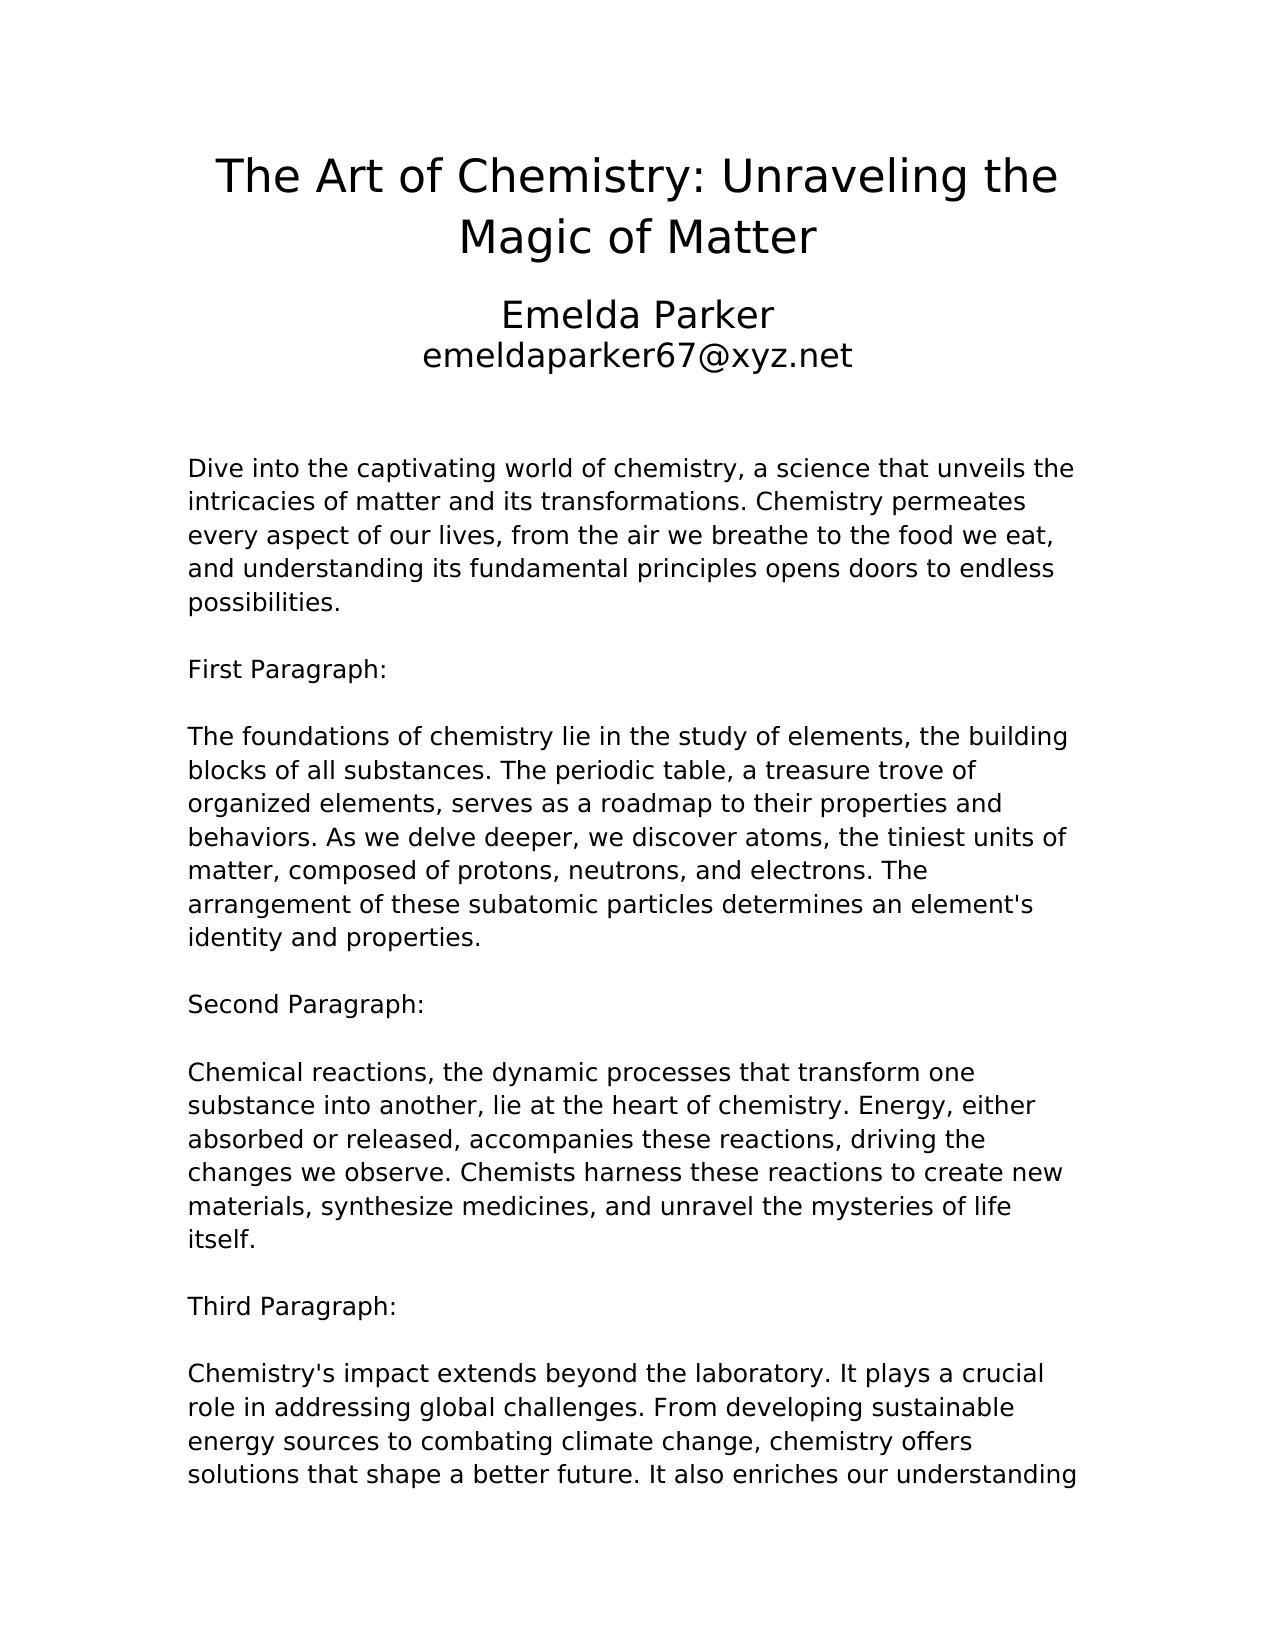 The Art of Chemistry: Unraveling the
Magic of Matter
Emelda Parker
emeldaparker67@xyz.net
Dive into the captivating world of chemistry, a science that unveils the
intricacies of matter and its transformations. Chemistry permeates
every aspect of our lives, from the air we breathe to the food we eat,
and understanding its fundamental principles opens doors to endless
possibilities.
First Paragraph:
The foundations of chemistry lie in the study of elements, the building
blocks of all substances. The periodic table, a treasure trove of
organized elements, serves as a roadmap to their properties and
behaviors. As we delve deeper, we discover atoms, the tiniest units of
matter, composed of protons, neutrons, and electrons. The
arrangement of these subatomic particles determines an element's
identity and properties.
Second Paragraph:
Chemical reactions, the dynamic processes that transform one
substance into another, lie at the heart of chemistry. Energy, either
absorbed or released, accompanies these reactions, driving the
changes we observe. Chemists harness these reactions to create new
materials, synthesize medicines, and unravel the mysteries of life
itself.
Third Paragraph:
Chemistry's impact extends beyond the laboratory. It plays a crucial
role in addressing global challenges. From developing sustainable
energy sources to combating climate change, chemistry offers
solutions that shape a better future. It also enriches our understanding